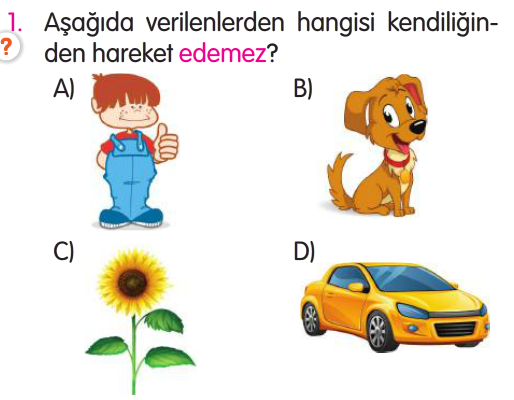 1. Aşağıda verilenlerden hangisi kendiliğin-
? den hareket edemez?
A) B)
C) D)